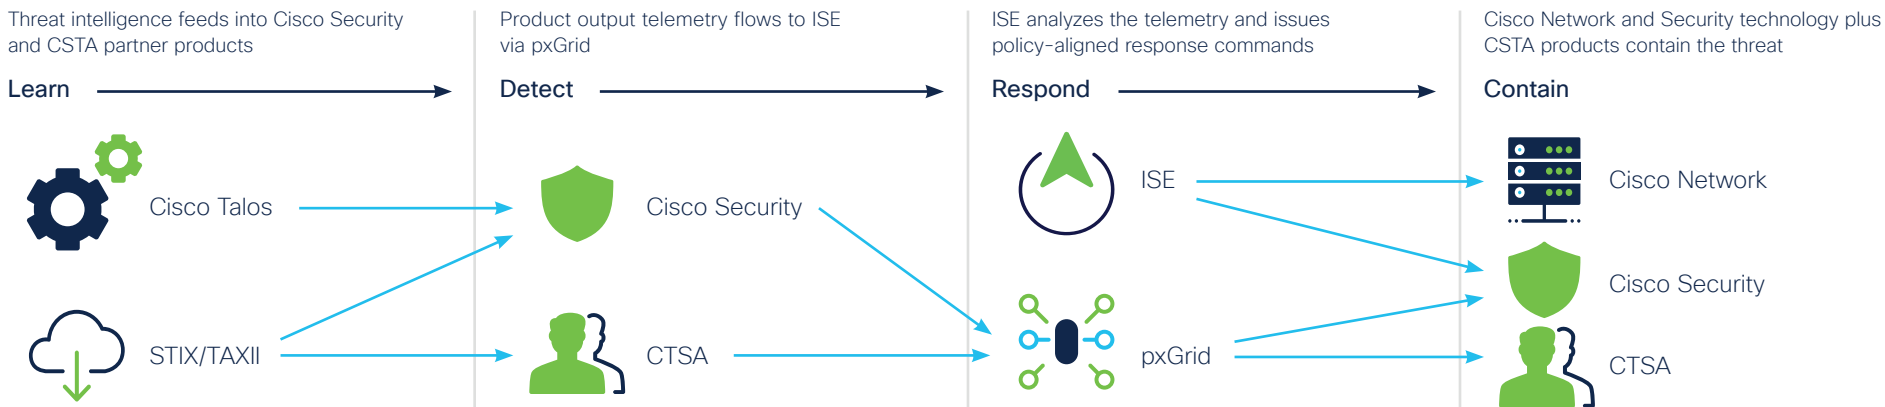 Threat intelligence feeds into Cisco Security
and CSTA partner products
Learn
Cisco Talos
STIX/TAXII
Product output telemetry flows to ISE
via pxGrid
Detect
Cisco Security
CTSA
ISE analyzes the telemetry and issues
policy-aligned response commands
Respond
ISE
pxGrid
Cisco Network and Security technology plus
CSTA products contain the threat
Contain
Cisco Network
Cisco Security
CTSA